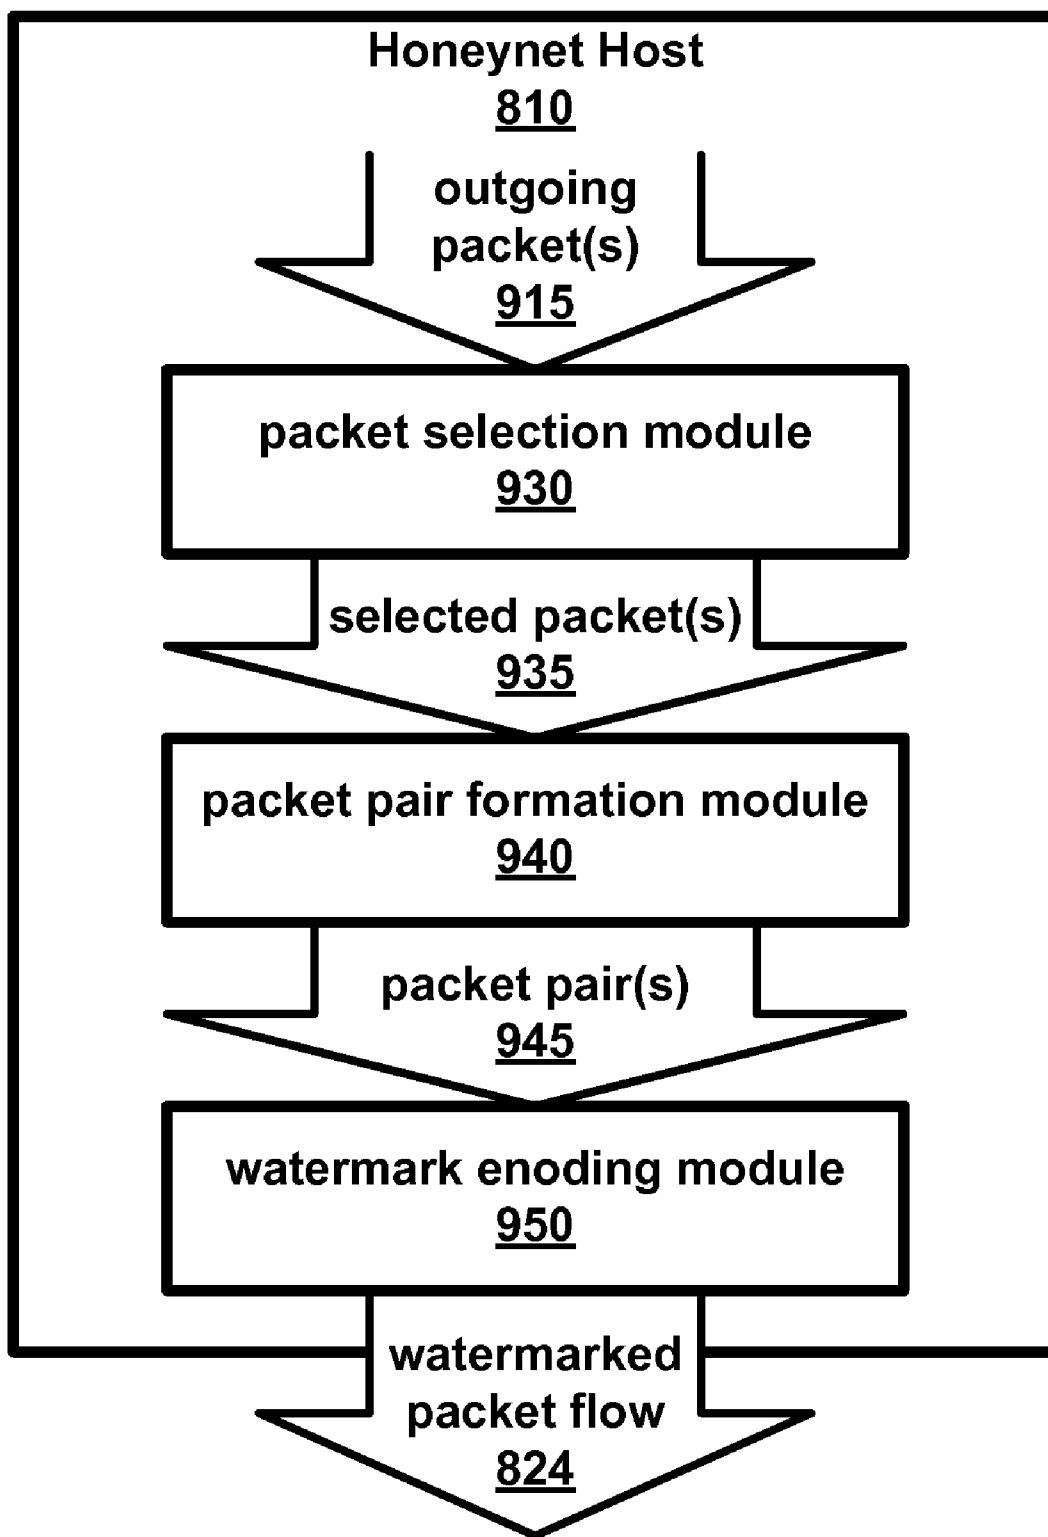 Honeynet Host
810
outgoing
packet(s)
915
packet selection module
930
selected packet(s)
935
packet pair formation module
940
packet pair(s)
945
watermark enoding module
950
watermarked
packet flow
824